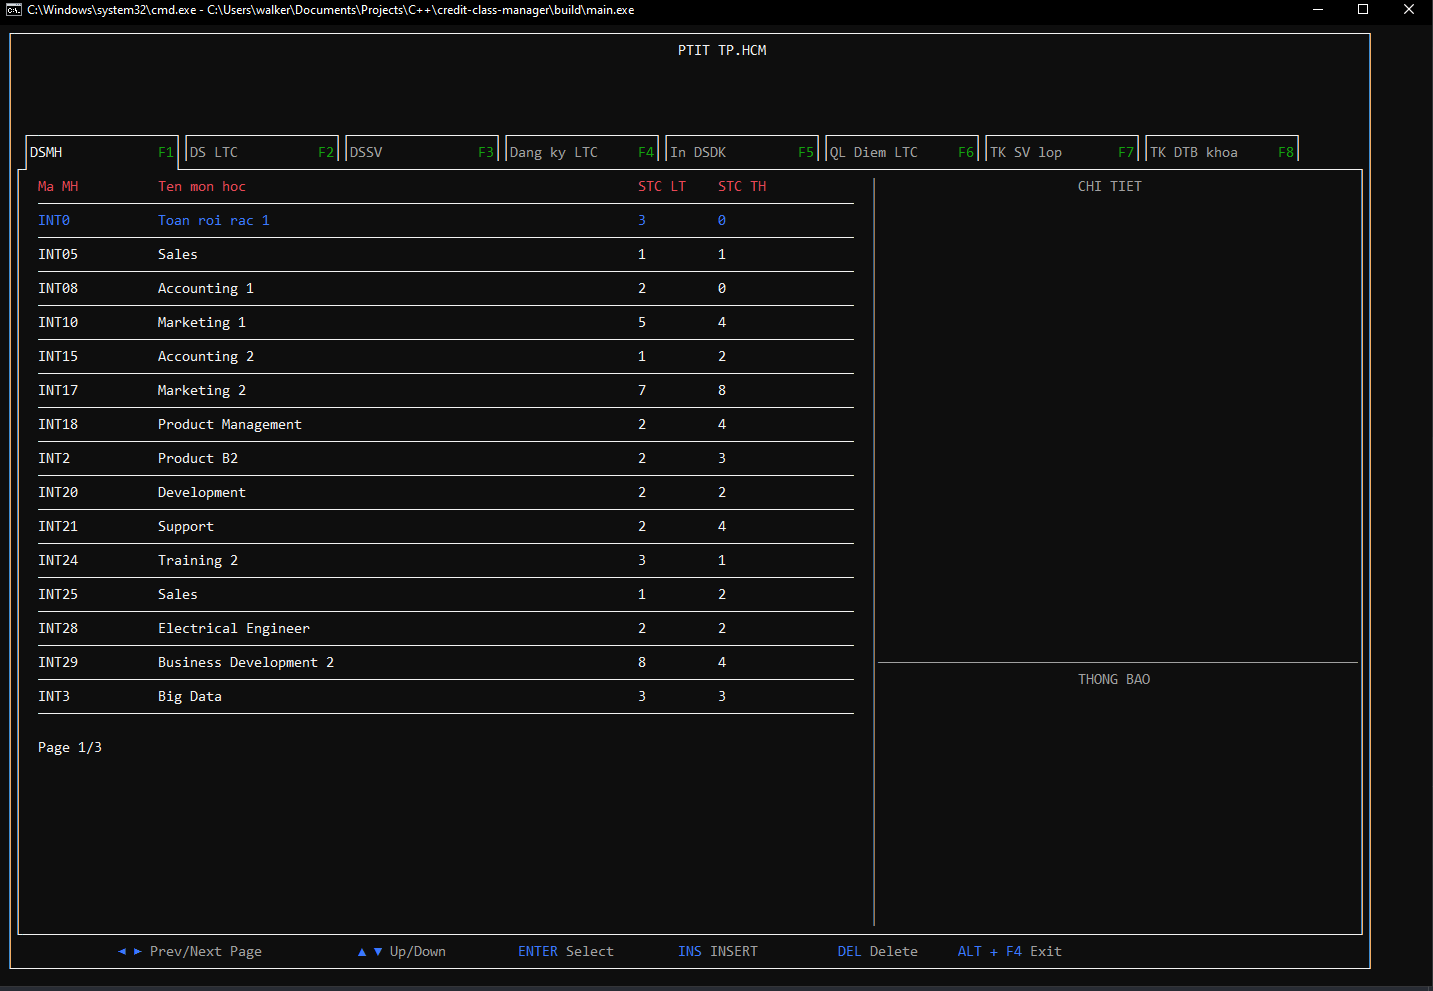 C:\Windows\system32\cmd.exe - C:\Users\walker\Documents\Projects\C++\credit-class-manager\build\main.exe
PTIT TP.HCM
DSMH F1 DS LTC F2 DSSV F3 Dang ky LTC F4 In DSDK F5 QL Diem LTC F6 TK SV lop F7 TK DTB khoa F8
Ma MH Ten mon hoc STC LT STC TH CHI TIET
INT0 Toan roi rac 1 3 0
INT05 Sales 1 1
INT08 Accounting 1 2 0
INT10 Marketing 1 5 4
INT15 Accounting 2 1 2
INT17 Marketing 2 7 8
INT18 Product Management 2 4
INT2 Product B2 2 3
INT20 Development 2 2
INT21 Support 2 4
INT24 Training 2 3 1
INT25 Sales 1 2
INT28 Electrical Engineer 2 2
INT29 Business Development 2 8 4
THONG BAO
INT3 Big Data 3 3
Page 1/3
◄ ► Prev/Next Page ▲ ▼ Up/Down ENTER Select INS INSERT DEL Delete ALT + F4 Exit